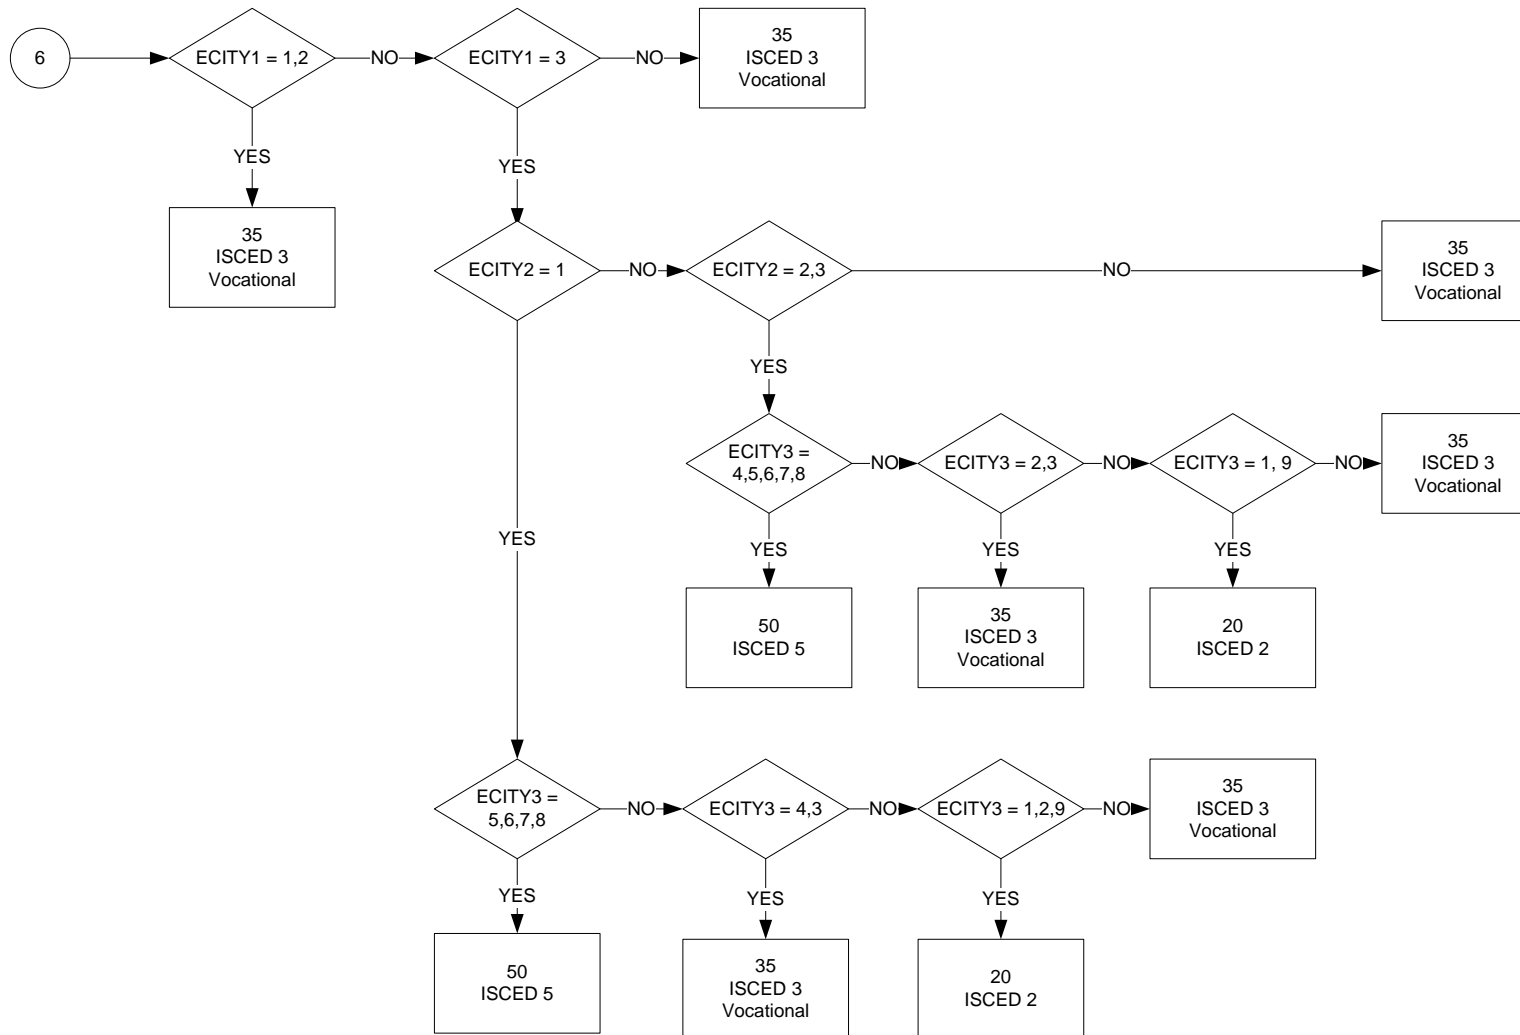 6
ECITY1 = 1,2
NO
ECITY1 = 3
NO
35
ISCED 3
Vocational
YES
YES
35
ISCED 3
Vocational
ECITY2 = 1
NO
ECITY2 = 2,3
NO
35
ISCED 3
Vocational
YES
YES
ECITY3 =
4,5,6,7,8
NO
ECITY3 = 2,3
NO
ECITY3 = 1, 9
NO
35
ISCED 3
Vocational
YES
YES
YES
50
ISCED 5
35
ISCED 3
Vocational
20
ISCED 2
ECITY3 =
5,6,7,8
NO
ECITY3 = 4,3
NO
ECITY3 = 1,2,9
NO
35
ISCED 3
Vocational
YES
YES
YES
50
ISCED 5
35
ISCED 3
Vocational
20
ISCED 2